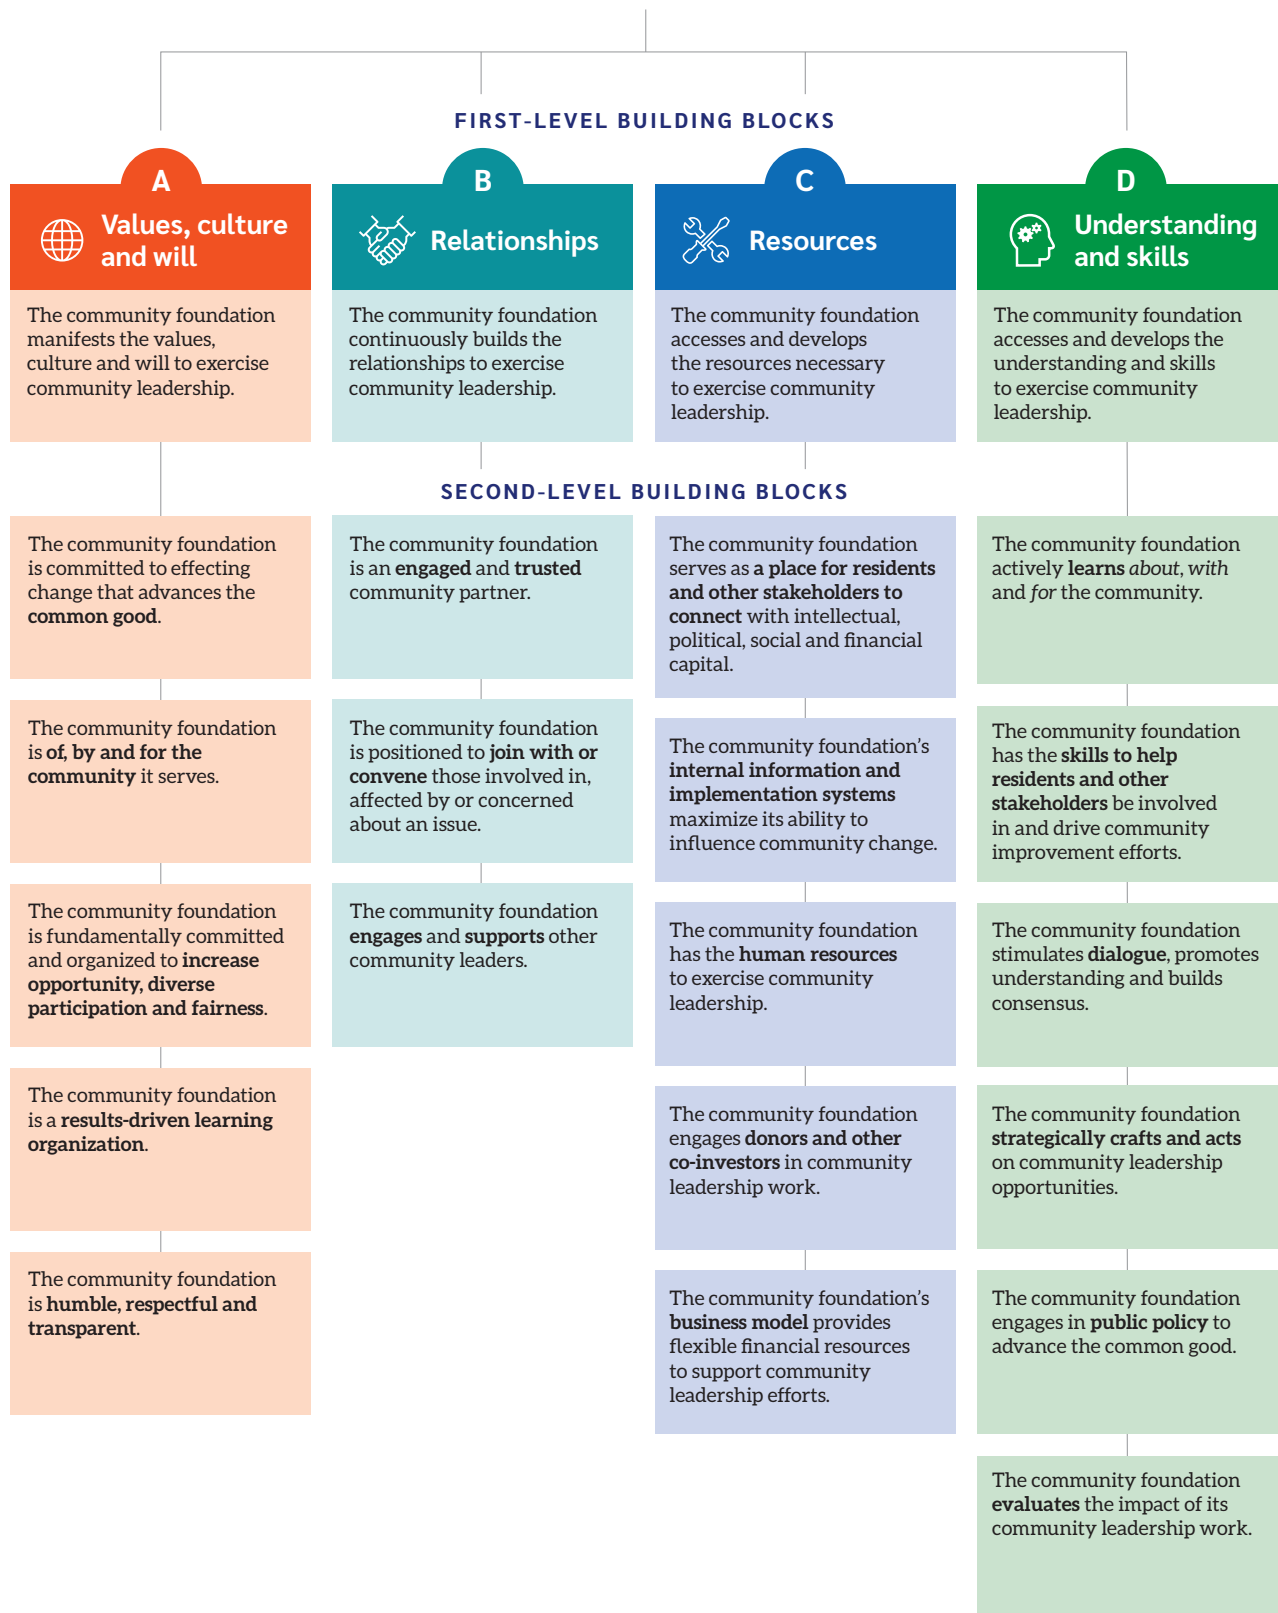 FIRST-LEVEL BUILDING BLOCKS
A
Values, culture
and will
The community foundation
manifests the values,
culture and will to exercise
community leadership.
B
Relationships
The community foundation
continuously builds the
relationships to exercise
community leadership.
C
Resources
The community foundation
accesses and develops
the resources necessary
to exercise community
leadership.
D
Understanding
and skills
The community foundation
accesses and develops the
understanding and skills
to exercise community
leadership.
SECOND-LEVEL BUILDING BLOCKS
The community foundation
is committed to effecting
change that advances the
common good.
The community foundation
is of, by and for the
community it serves.
The community foundation
is fundamentally committed
and organized to increase
opportunity, diverse
participation and fairness.
The community foundation
is a results-driven learning
organization.
The community foundation
is humble, respectful and
transparent.
The community foundation
is an engaged and trusted
community partner.
The community foundation
is positioned to join with or
convene those involved in,
affected by or concerned
about an issue.
The community foundation
engages and supports other
community leaders.
The community foundation
serves as a place for residents
and other stakeholders to
connect with intellectual,
political, social and financial
capital.
The community foundation's
internal information and
implementation systems
maximize its ability to
influence community change.
The community foundation
has the human resources
to exercise community
leadership.
The community foundation
engages donors and other
co-investors in community
leadership work.
The community foundation's
business model provides
flexible financial resources
to support community
leadership efforts.
The community foundation
actively learns about, with
and for the community.
The community foundation
has the skills to help
residents and other
stakeholders be involved
in and drive community
improvement efforts.
The community foundation
stimulates dialogue, promotes
understanding and builds
consensus.
The community foundation
strategically crafts and acts
on community leadership
opportunities.
The community foundation
engages in public policy to
advance the common good.
The community foundation
evaluates the impact of its
community leadership work.